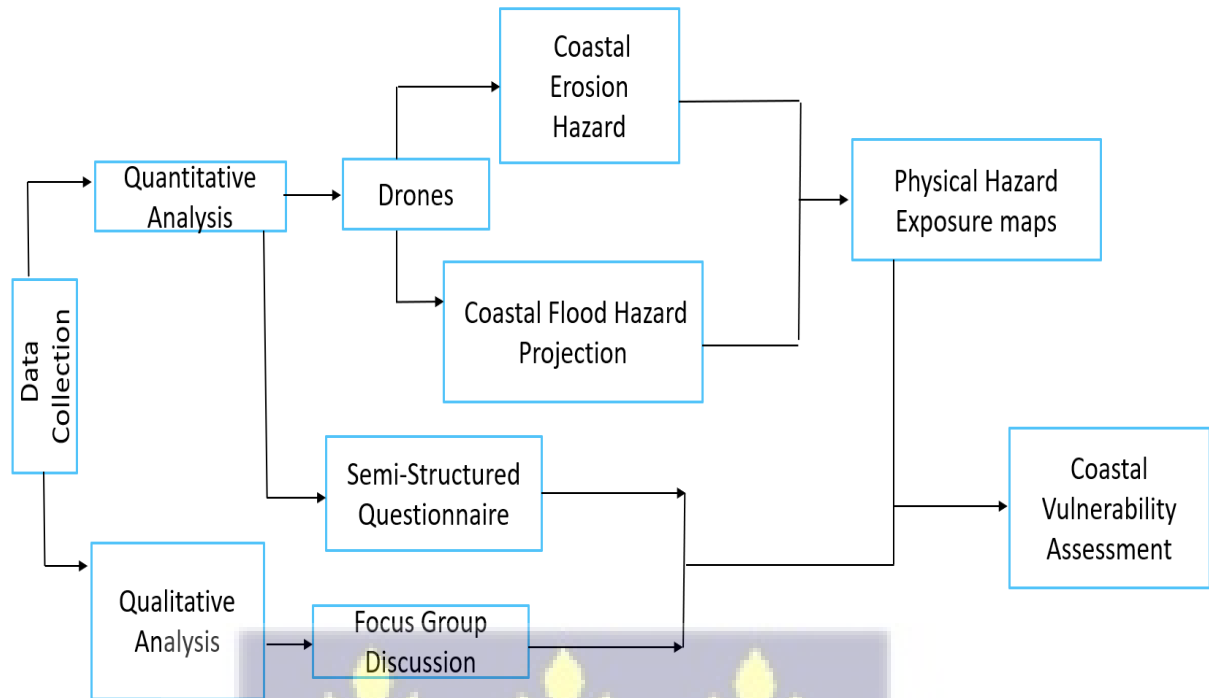 Coastal
Erosion
Hazard
Quantitative
Analysis
Drones
Physical Hazard
Exposure maps
Data
Collection
Coastal Flood Hazard
Projection
Semi-Structured
Questionnaire
Coastal
Vulnerability
Assessment
Qualitative
Analysis
Focus Group
Discussion